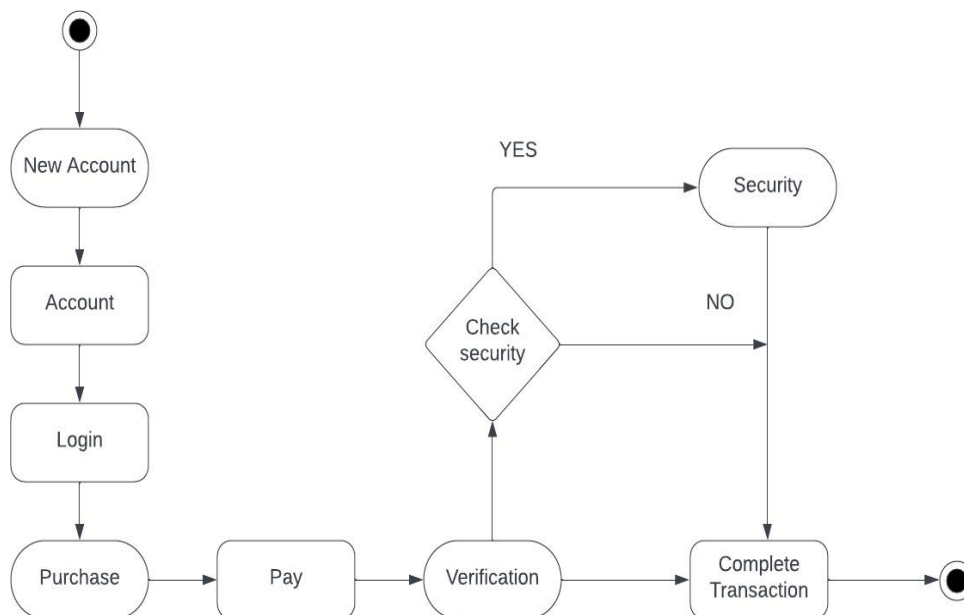 New Account
Account
Login
Purchase
Pay
Verification
Check
security
YES
Security
NO
Complete
Transaction